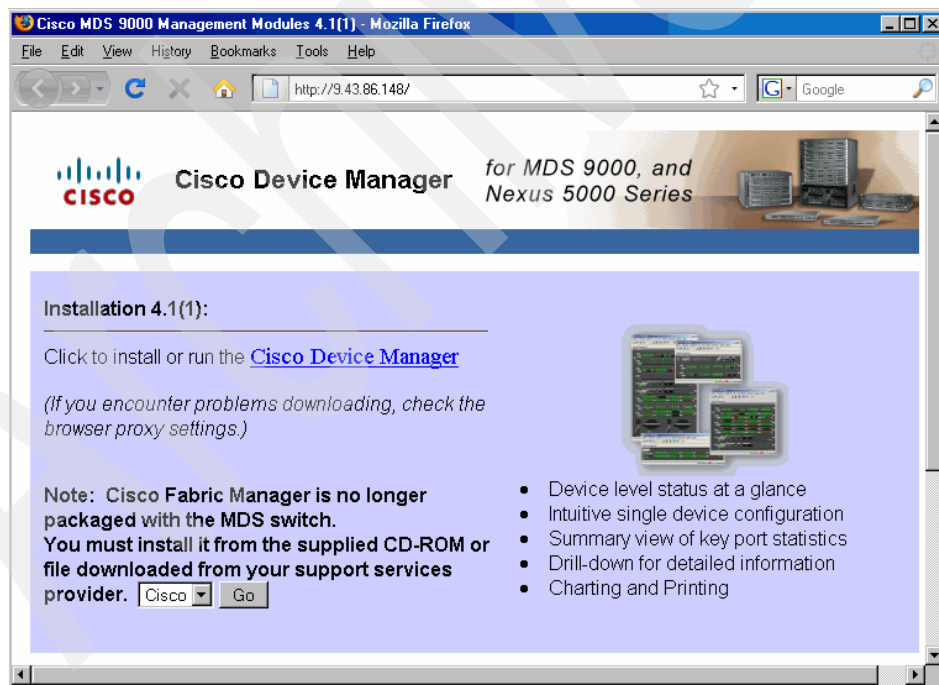 Cisco MDS 9000 Management Modules 4.1(1) - Mozilla Firefox
File Edit View History Bookmarks Tools Help
http://9.43.86.148/
G Google
CISCO
Cisco Device Manager
for MDS 9000, and
Nexus 5000 Series
Installation 4.1(1):
Click to install or run the Cisco Device Manager
(If you encounter problems downloading, check the
browser proxy settings.)
Note: Cisco Fabric Manager is no longer
packaged with the MDS switch.
You must install it from the supplied CD-ROM or
file downloaded from your support services
provider. Cisco Go
• Device level status at a glance
• Intuitive single device configuration
• Summary view of key port statistics
• Drill-down for detailed information
• Charting and Printing